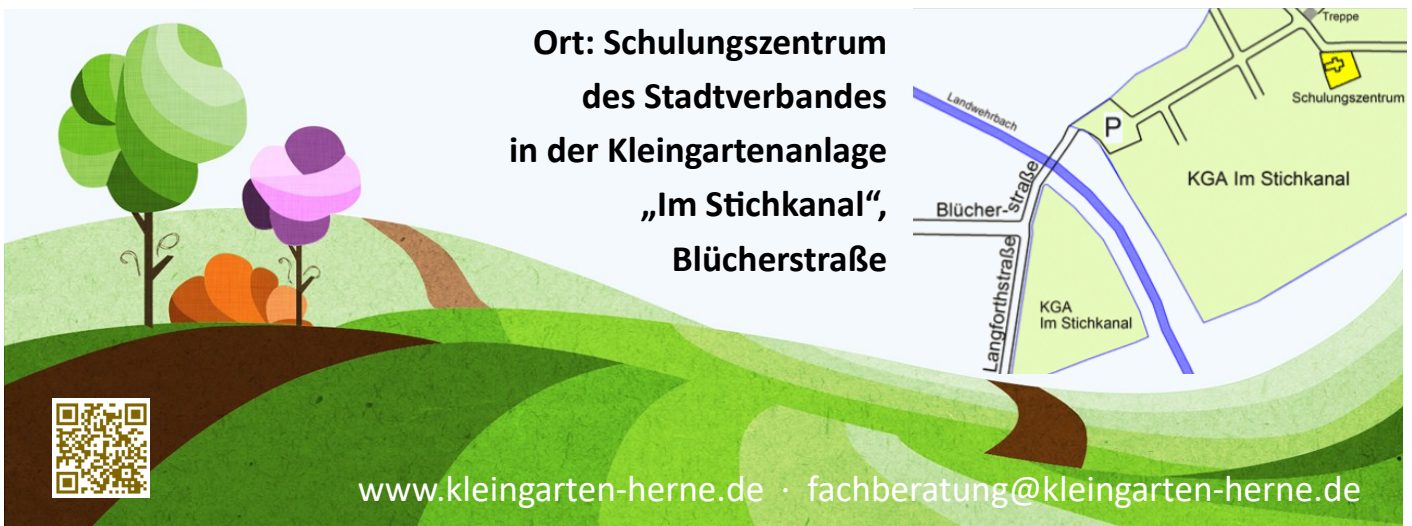 Ort: Schulungszentrum
des Stadtverbandes
in der Kleingartenanlage
„Im Stichkanal“,
Blücherstraße
Treppe
Schulungszentrum
Landwehrbach
P
KGA Im Stichkanal
Blücher-
straße
Langforthstraße
KGA
Im Stichkanal
www.kleingarten-herne.de · fachberatung@kleingarten-herne.de